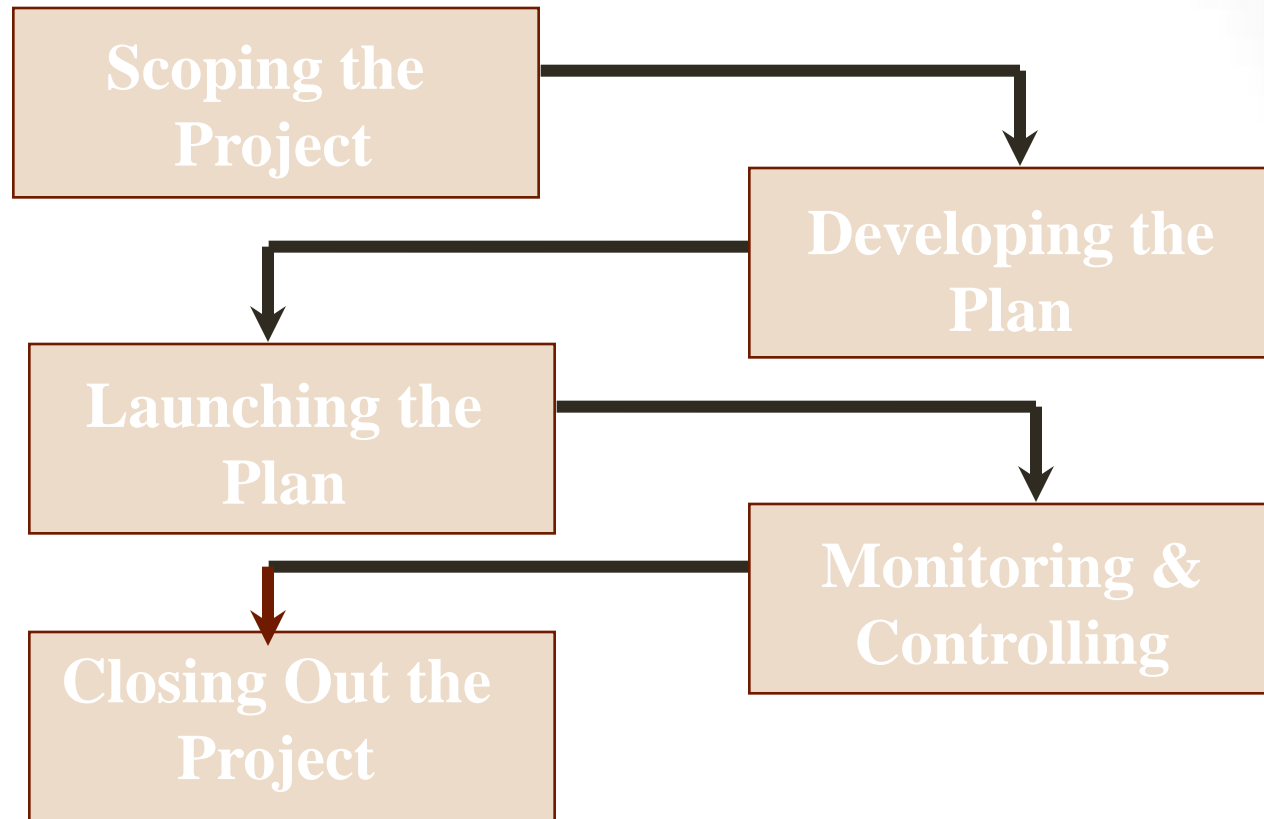 Scoping the
Project
Developing the
Plan
Launching the
Plan
Monitoring &
Controlling
Closing Out the
Project